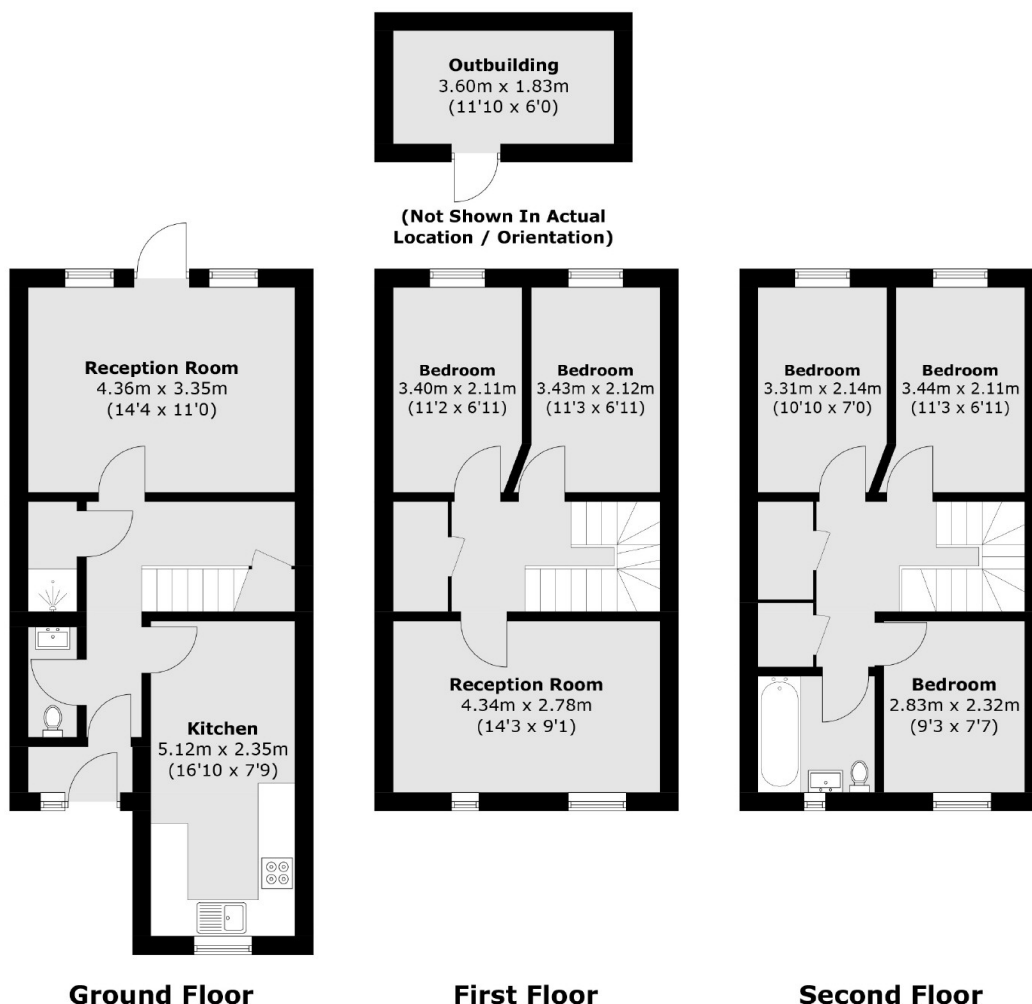 Outbuilding
3.60m x 1.83m
(11'10 x 6'0)
(Not Shown In Actual
Location / Orientation)
Reception Room
4.36m x 3.35m
(14'4 x 11'0)
Kitchen
5.12m x 2.35m
(16'10 x 7'9)
Ground Floor
Bedroom
3.40m x 2.11m
(11'2 x 6'11)
Bedroom
3.43m x 2.12m
(11'3 x 6'11)
Reception Room
4.34m x 2.78m
(14'3 x 9'1)
First Floor
Bedroom
3.31m x 2.14m
(10'10 x 7'0)
Bedroom
3.44m x 2.11m
(11'3 x 6'11)
Bedroom
2.83m x 2.32m
(9'3 x 7'7)
Second Floor